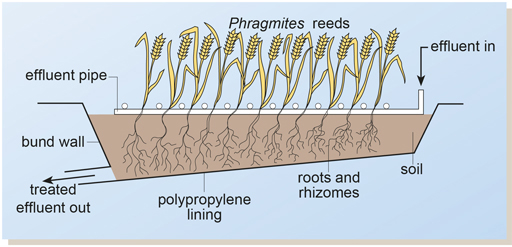 Phragmites reeds
effluent in
effluent pipe
bund wall
treated
effluent out
polypropylene
lining
roots and
rhizomes
soil